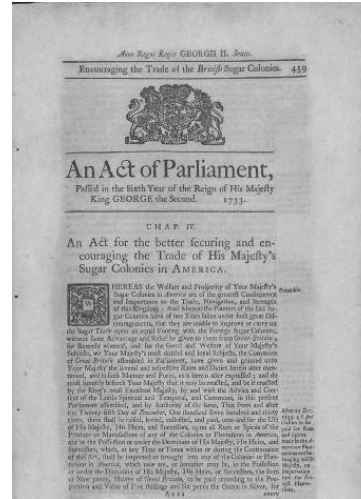 Anno Regni Regis GEORGII II. Sexto.
Encouraging the Trade of the British Sugar Colonies. 459
An Act of Parliament,
Passed in the Sixth Year of the Reign of His Majesty
King GEORGE the Second. 1733.
CHAP. IV.
An Act for the better securing and en-
couraging the Trade of His Majesty's
Sugar Colonies in AMERICA.
WHEREAS the Welfare and Prosperity of Your Majesty's
Sugar Colonies in America are of the greatest Consequence
and Importance to the Trade, Navigation, and Strength
of this Kingdom: And whereas the Planters of the said Su-
gar Colonies have of late Years fallen under such great Dis-
couragements, that they are unable to improve or carry on
the Sugar Trade upon an equal Footing with the Foreign Sugar Colonies,
without some Advantage and Relief be given to them from Great Britain;
for Remedy whereof, and for the Good and Welfare of Your Majesty's
Subjects, we Your Majesty's most dutiful and loyal Subjects, the Commons
of Great-Britain assembled in Parliament, have given and granted unto
Your Majesty the several and respective Rates and Duties herein after men-
tioned, and in such Manner and Form, as is herein after expressed; and do
most humbly beseech Your Majesty that it may be enacted, and be it enacted
by the King's most Excellent Majesty, by and with the Advice and Con-
sent of the Lords Spiritual and Temporal, and Commons, in this present
Parliament assembled, and by Authority of the same, That from and after
the Twenty-fifth Day of December, One thousand seven hundred and thirty
three, there shall be raised, levied, collected, and paid, unto and for the Use
of His Majesty, His Heirs, and Successors, upon all Rum or Spirits of the
Produce or Manufacture of any of the Colonies or Plantations in America,
not in the Possession or under the Dominion of His Majesty, His Heirs, and
Successors, which, at any Time or Times within or during the Continuance
of this Act, shall be imported or brought into any of the Colonies or Plan-
tations in America, which now are, or hereafter may be, in the Possession
or under the Dominion of His Majesty, His Heirs, or Successors, the Sum
of Nine pence, Money of Great Britain, to be paid according to the Pro-
portion and Value of Five shillings and Six pence the Ounce in Silver, for
Preamble.
After 25 Dec.